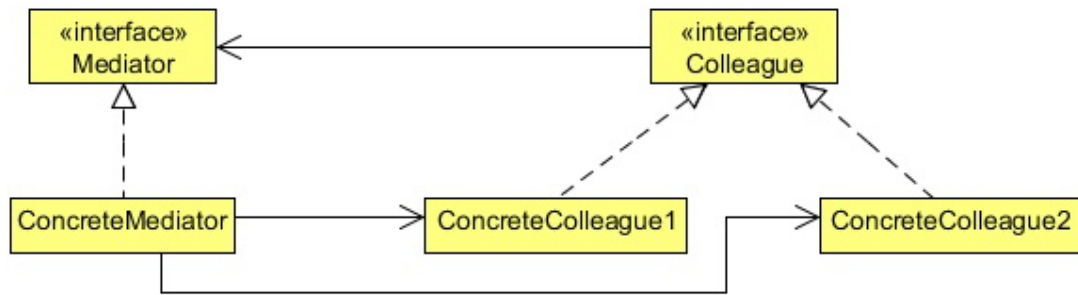 «interface»
Mediator
«interface»
Colleague
ConcreteMediator
ConcreteColleague1
ConcreteColleague2